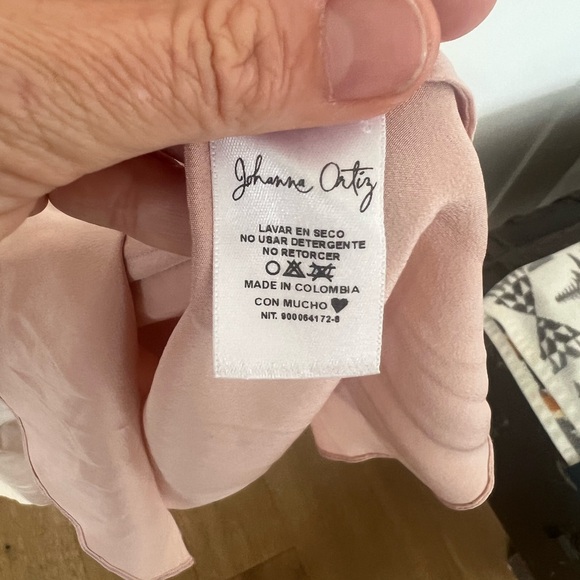 Johanna Ortiz
LAVAR EN SECO
NO USAR DETERGENTE
NO RETORCER
MADE IN COLOMBIA
CON MUCHO
NIT. 900064172-8